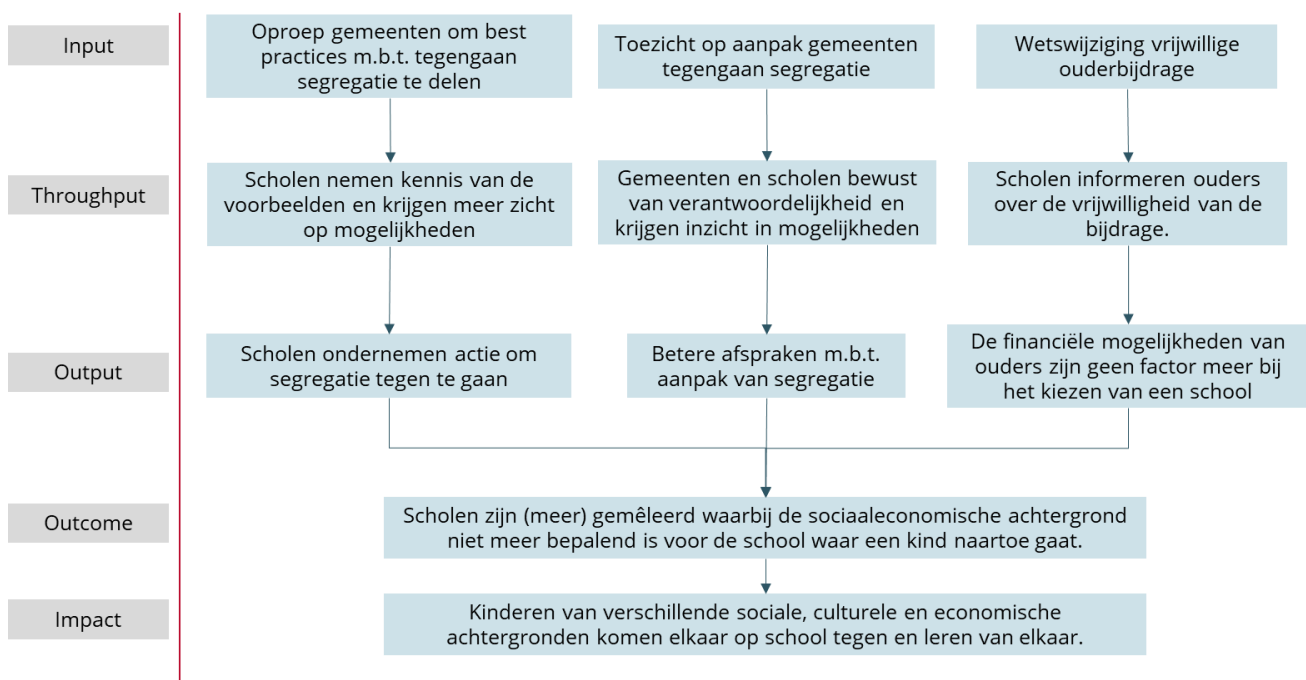 Input
Oproep gemeenten om best
practices m.b.t. tegengaan
segregatie te delen
Toezicht op aanpak gemeenten
tegengaan segregatie
Wetswijziging vrijwillige
ouderbijdrage
Throughput
Scholen nemen kennis van de
voorbeelden en krijgen meer zicht
op mogelijkheden
Gemeenten en scholen bewust
van verantwoordelijkheid en
krijgen inzicht in mogelijkheden
Scholen informeren ouders
over de vrijwilligheid van de
bijdrage.
Output
Scholen ondernemen actie om
segregatie tegen te gaan
Betere afspraken m.b.t.
aanpak van segregatie
De financiële mogelijkheden van
ouders zijn geen factor meer bij
het kiezen van een school
Outcome
Scholen zijn (meer) gemêleerd waarbij de sociaaleconomische achtergrond
niet meer bepalend is voor de school waar een kind naartoe gaat.
Impact
Kinderen van verschillende sociale, culturele en economische
achtergronden komen elkaar op school tegen en leren van elkaar.